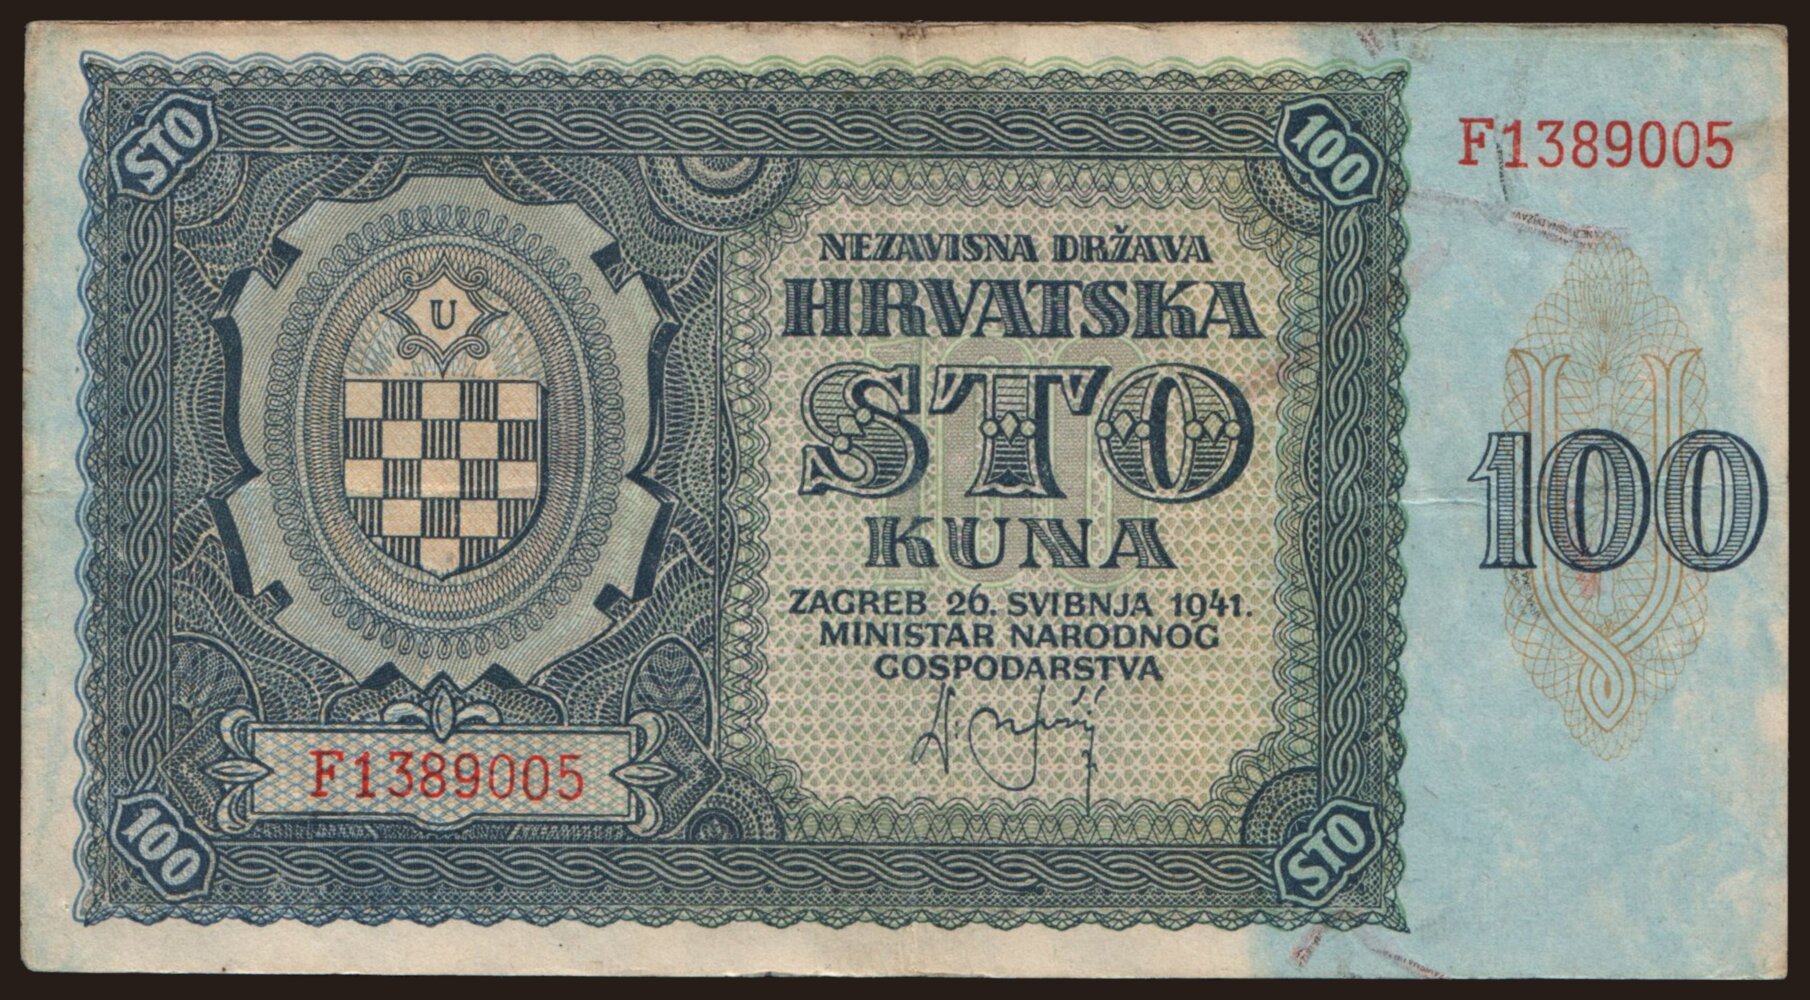 STO
100
F1389005
U
NEZAVISNA DRŽAVA
HRVATSKA
STO
KUNA
ZAGREB 26. SVIBNJA 1941.
MINISTAR NARODNOG
GOSPODARSTVA
100
F1389005
100
STO